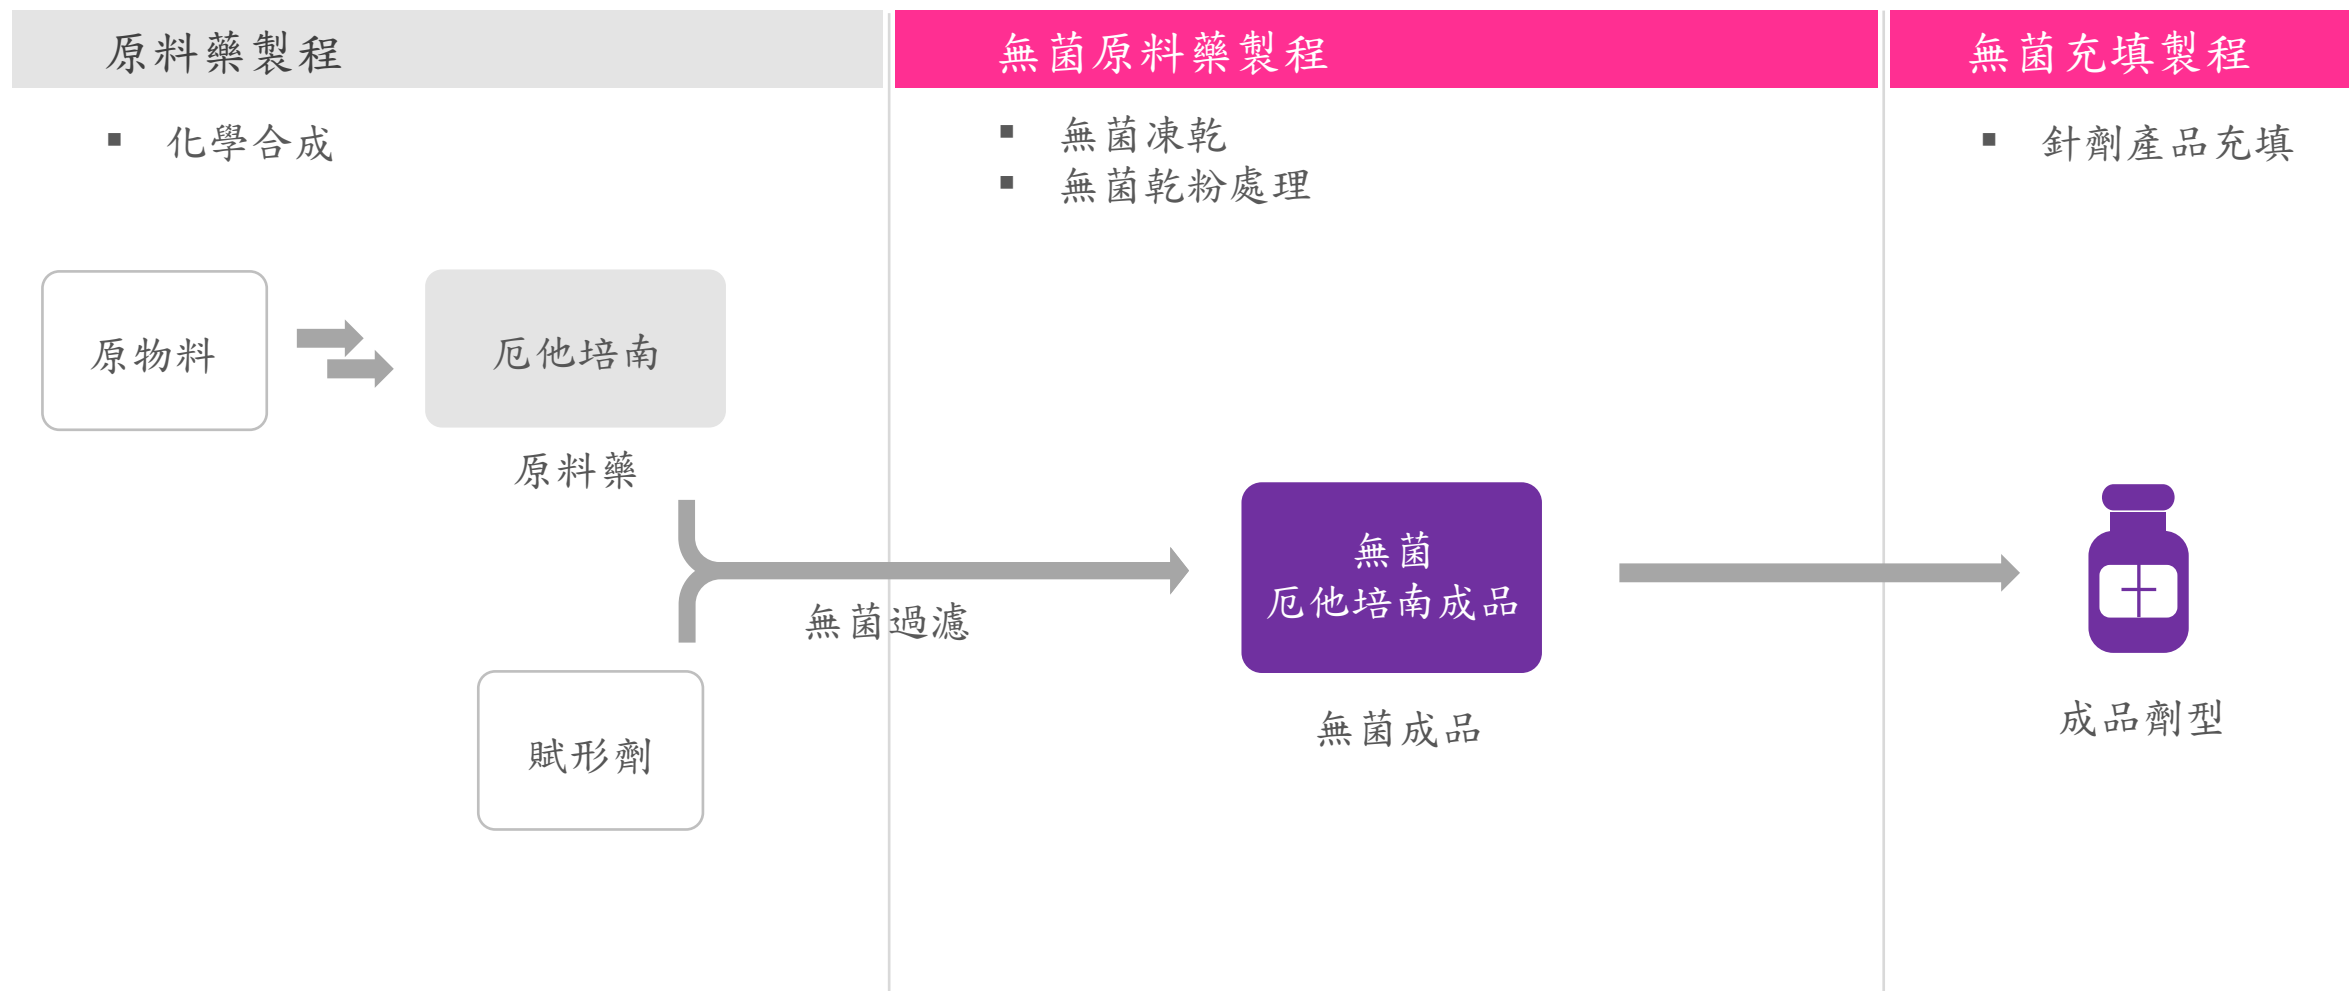 原料藥製程
無菌原料藥製程
無菌充填製程
▪ 化學合成
▪ 無菌凍乾
▪ 無菌乾粉處理
▪ 針劑產品充填
原物料
厄他培南
原料藥
無菌過濾
賦形劑
無菌
厄他培南成品
無菌成品
成品劑型